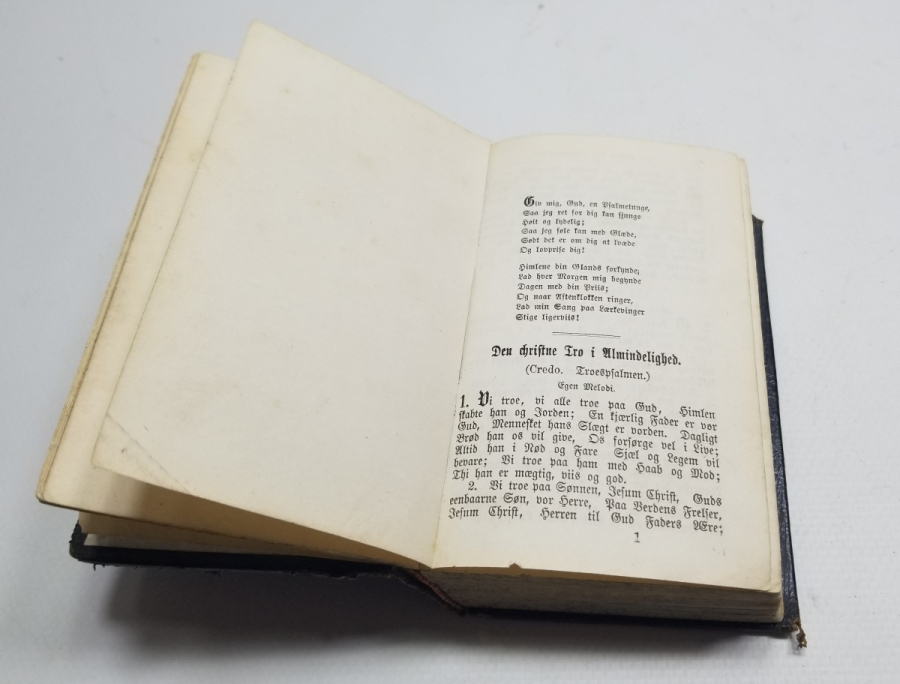 Giv mig, Gud, en Psalmetunge,
Saa jeg ret for dig kan sjunge
Høit og lydelig;
Saa jeg føle kan med Glæde,
Sødt det er om dig at kvæde
Og lovprise dig!
Himlene din Glands forkynde;
Lad hver Morgen mig begynde
Dagen med din Priis;
Og naar Aftenklokken ringer,
Lad min Sang paa Lærkevinger
Stige ligerviis!
Den christne Tro i Almindelighed.
(Credo. Troespsalmen.)
Egen Melodi.
1. Vi troe, vi alle troe paa Gud, Himlen
skabte han og Jorden; En kjærlig Fader er vor
Gud, Mennesket hans Slægt er vorden. Dagligt
Brød han os vil give, Os forsørge vel i Live;
Altid han i Nød og Fare Sjæl og Legem vil
bevare; Vi troe paa ham med Haab og Mod;
Thi han er mægtig, viis og god.
2. Vi troe paa Sønnen, Jesum Christ, Guds
eenbaarne Søn, vor Herre, Paa Verdens Frelser,
Jesum Christ, Herren til Gud Faders Ære;
1